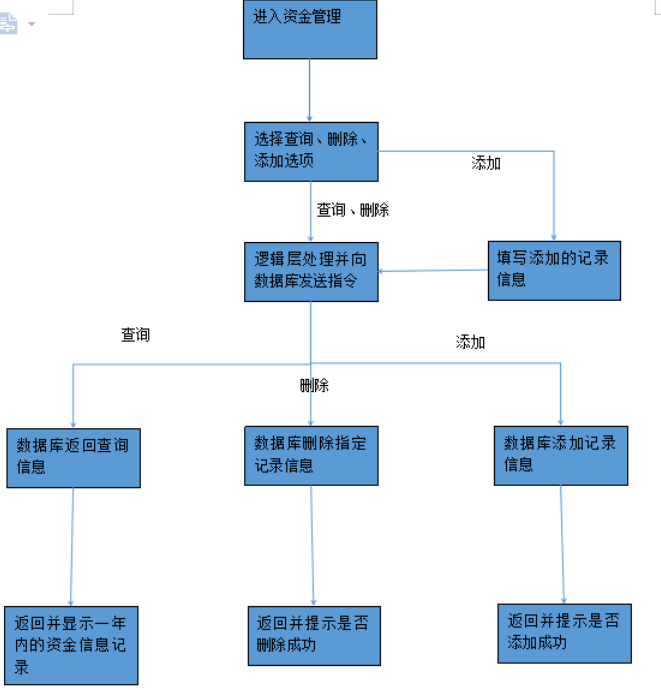 进入资金管理
选择查询、删除、
添加选项
添加
查询、删除
逻辑层处理并向
数据库发送指令
填写添加的记录
信息
查询
添加
删除
数据库返回查询
信息
数据库删除指定
记录信息
数据库添加记录
信息
返回并显示一年
内的资金信息记
录
返回并提示是否
删除成功
返回并提示是否
添加成功